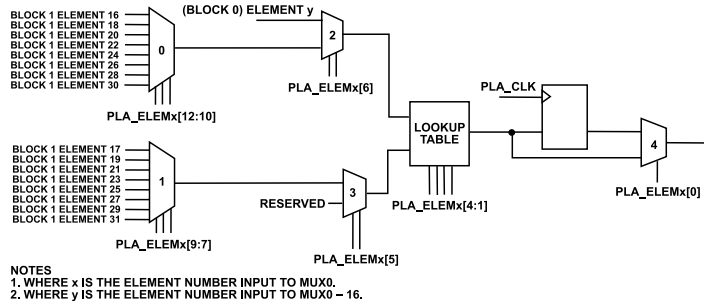 (BLOCK 0) ELEMENT y
BLOCK 1 ELEMENT 16
BLOCK 1 ELEMENT 18
BLOCK 1 ELEMENT 20
BLOCK 1 ELEMENT 22
BLOCK 1 ELEMENT 24
BLOCK 1 ELEMENT 26
BLOCK 1 ELEMENT 28
BLOCK 1 ELEMENT 30
0
2
PLA_ELEMx[6]
PLA_ELEMx[12:10]
PLA_CLK
LOOKUP
TABLE
4
BLOCK 1 ELEMENT 17
BLOCK 1 ELEMENT 19
BLOCK 1 ELEMENT 21
BLOCK 1 ELEMENT 23
BLOCK 1 ELEMENT 25
BLOCK 1 ELEMENT 27
BLOCK 1 ELEMENT 29
BLOCK 1 ELEMENT 31
1
3
RESERVED
PLA_ELEMx[4:1]
PLA_ELEMx[0]
PLA_ELEMx[9:7]
PLA_ELEMx[5]
NOTES
1. WHERE x IS THE ELEMENT NUMBER INPUT TO MUX0.
2. WHERE y IS THE ELEMENT NUMBER INPUT TO MUX0 – 16.